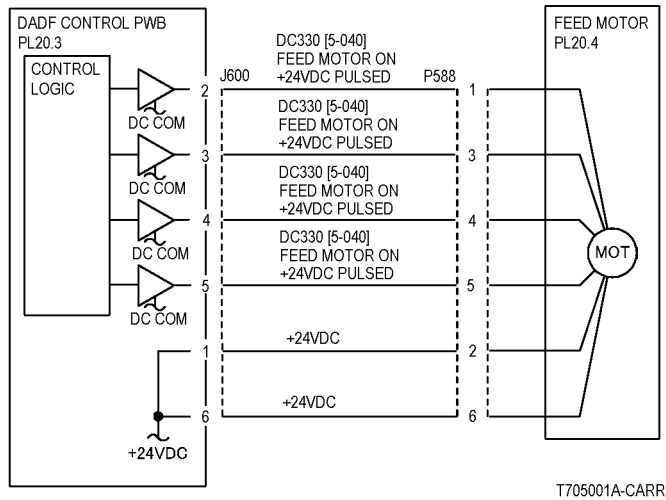 DADF CONTROL PWB
PL20.3
CONTROL
LOGIC
DC COM
DC COM
DC COM
DC COM
+24VDC
2
3
4
5
1
6
J600
DC330 [5-040]
FEED MOTOR ON
+24VDC PULSED
DC330 [5-040]
FEED MOTOR ON
+24VDC PULSED
DC330 [5-040]
FEED MOTOR ON
+24VDC PULSED
DC330 [5-040]
FEED MOTOR ON
+24VDC PULSED
+24VDC
+24VDC
P588
1
3
4
5
2
6
FEED MOTOR
PL20.4
MOT
T705001A-CARR